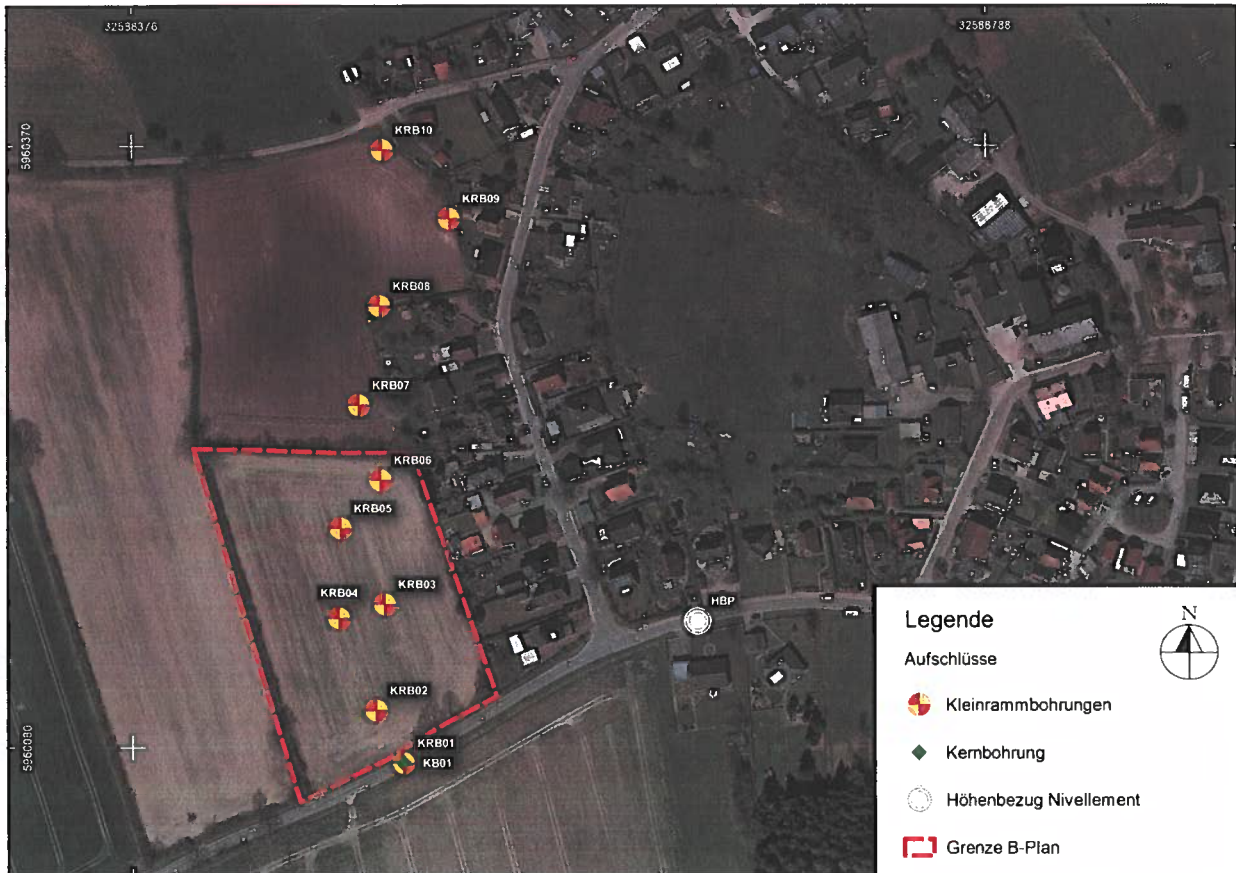 32588376
32588788
5960370
KRB10
KRB09
KRB08
KRB07
KRB06
KRB05
KRB04
KRB03
HBP
KRB02
5960080
KRB01
KB01
Legende
N
Aufschlüsse
Kleinrammbohrungen
Kernbohrung
Höhenbezug Nivellement
Grenze B-Plan